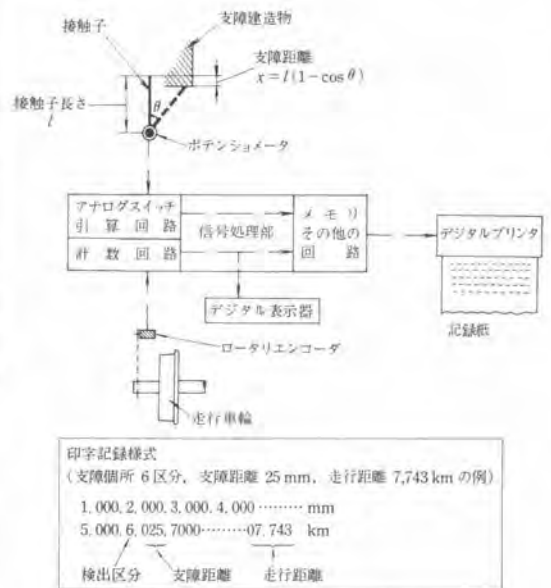 支障建造物
接触子
支障距離
x=l(1-cosθ)
接触子長さ
l
θ
ポテンショメータ
アナログスイッチ
引算回路
計数回路
信号処理部
メモリ
その他の
回路
デジタルプリンタ
デジタル表示器
記録紙
ロータリエンコーダ
走行車輪
印字記録様式
(支障個所 6区分, 支障距離 25mm, 走行距離 7,743kmの例)
1.000.2,000.3,000.4,000 ········· mm
5.000.6,025,7000·········07.743 km
検出区分 支障距離 走行距離